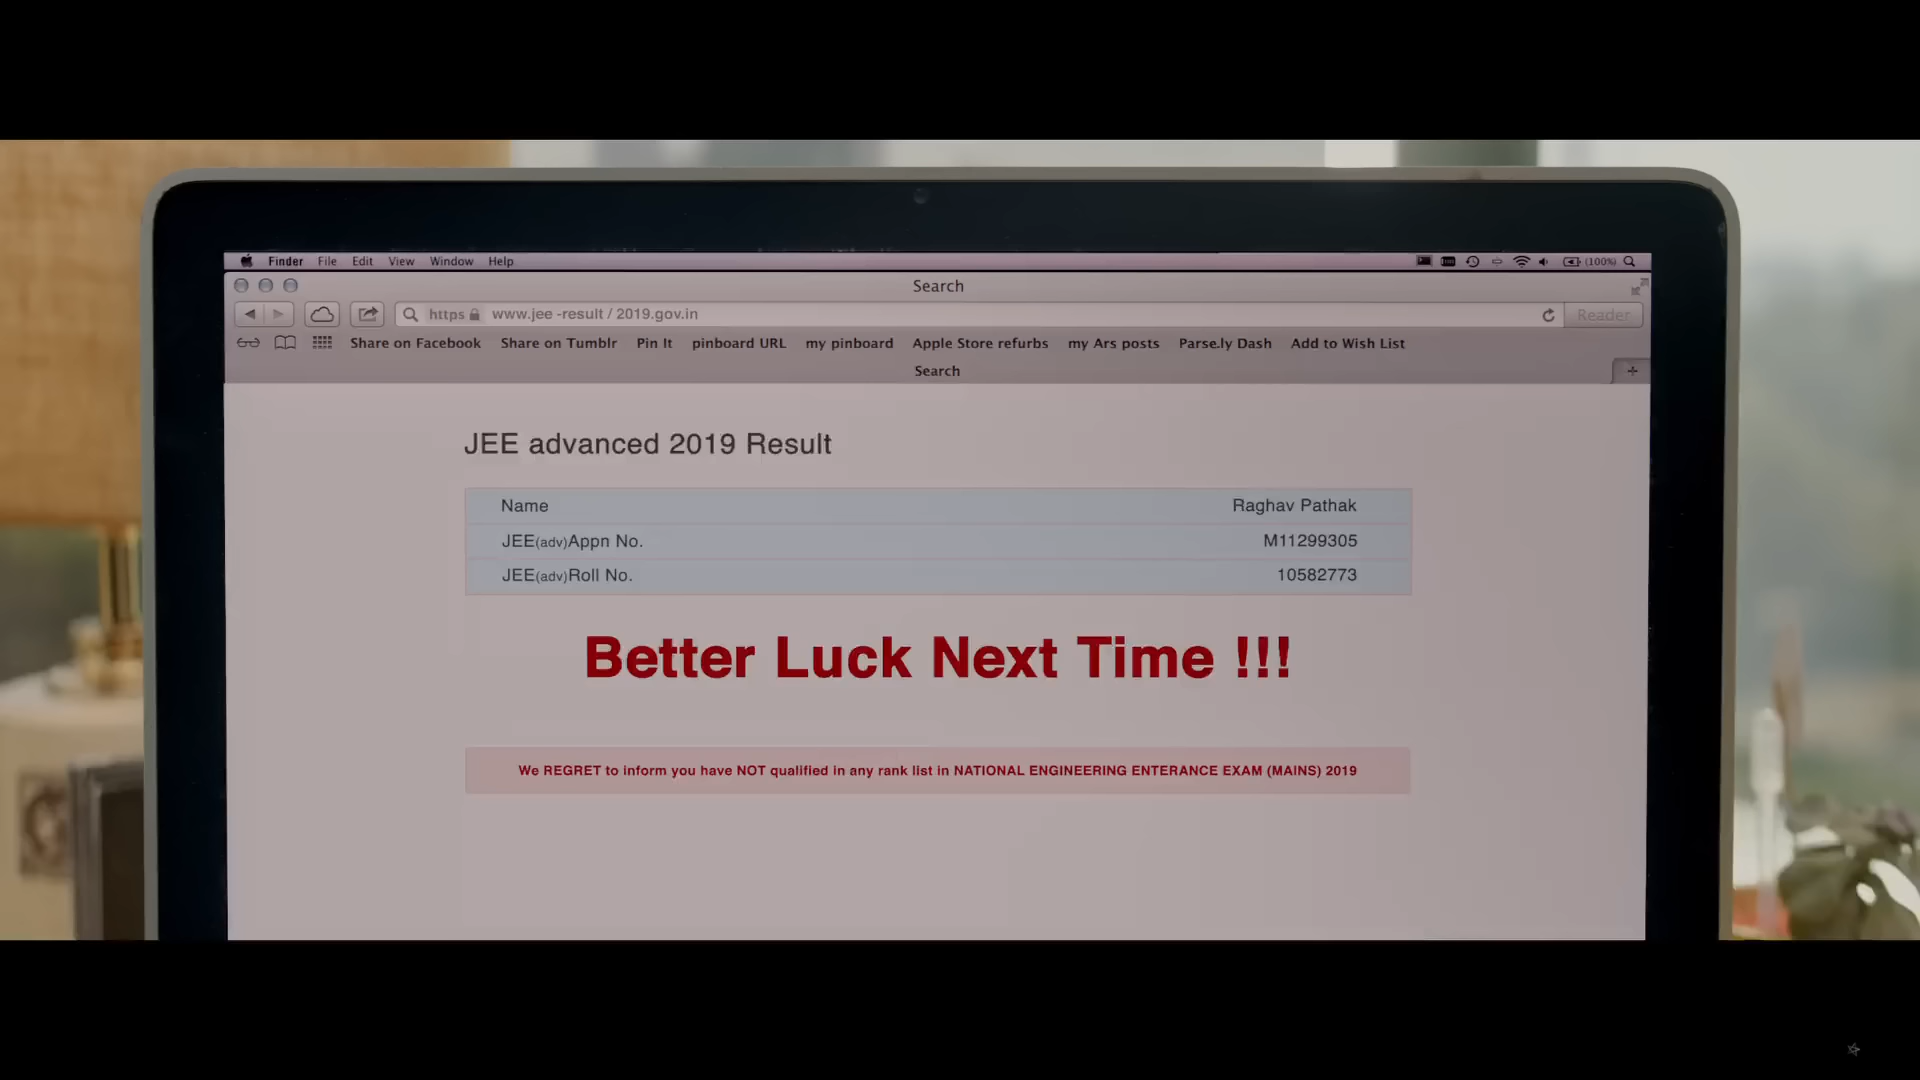 Finder File Edit View Window Help (100%)
Search
https www.jee -result / 2019.gov.in Reader
Share on Facebook Share on Tumblr Pin It pinboard URL my pinboard Apple Store refurbs my Ars posts Parse.ly Dash Add to Wish List
Search
JEE advanced 2019 Result
Name Raghav Pathak
JEE(adv)Appn No. M11299305
JEE(adv)Roll No. 10582773
Better Luck Next Time !!!
We REGRET to inform you have NOT qualified in any rank list in NATIONAL ENGINEERING ENTERANCE EXAM (MAINS) 2019